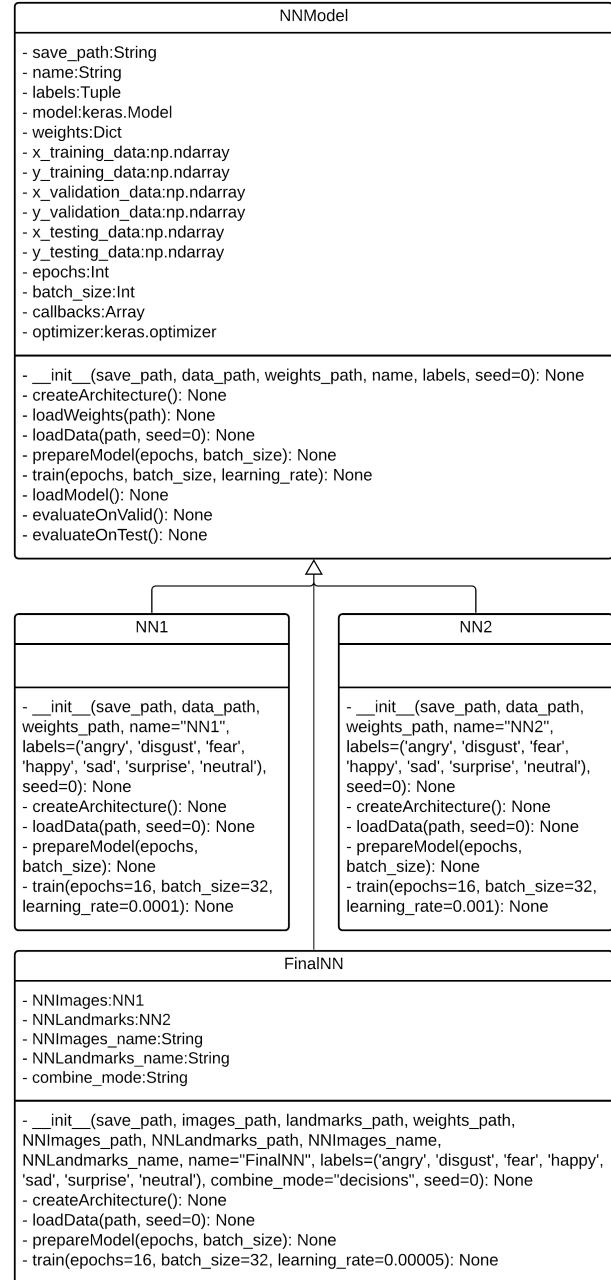 NNModel
- save_path:String
- name:String
- labels:Tuple
- model:keras.Model
- weights:Dict
- x_training_data:np.ndarray
- y_training_data:np.ndarray
- x_validation_data:np.ndarray
- y_validation_data:np.ndarray
- x_testing_data:np.ndarray
- y_testing_data:np.ndarray
- epochs:Int
- batch_size:Int
- callbacks:Array
- optimizer:keras.optimizer
- __init__(save_path, data_path, weights_path, name, labels, seed=0): None
- createArchitecture(): None
- loadWeights(path): None
- loadData(path, seed=0): None
- prepareModel(epochs, batch_size): None
- train(epochs, batch_size, learning_rate): None
- loadModel(): None
- evaluateOnValid(): None
- evaluateOnTest(): None
NN1
- __init__(save_path, data_path,
weights_path, name="NN1",
labels=('angry', 'disgust', 'fear',
'happy', 'sad', 'surprise', 'neutral'),
seed=0): None
- createArchitecture(): None
- loadData(path, seed=0): None
- prepareModel(epochs,
batch_size): None
- train(epochs=16, batch_size=32,
learning_rate=0.0001): None
NN2
- __init__(save_path, data_path,
weights_path, name="NN2",
labels=('angry', 'disgust', 'fear',
'happy', 'sad', 'surprise', 'neutral'),
seed=0): None
- createArchitecture(): None
- loadData(path, seed=0): None
- prepareModel(epochs,
batch_size): None
- train(epochs=16, batch_size=32,
learning_rate=0.001): None
FinalNN
- NNImages:NN1
- NNLandmarks:NN2
- NNImages_name:String
- NNLandmarks_name:String
- combine_mode:String
- __init__(save_path, images_path, landmarks_path, weights_path,
NNImages_path, NNLandmarks_path, NNImages_name,
NNLandmarks_name, name="FinalNN", labels=('angry', 'disgust', 'fear', 'happy',
'sad', 'surprise', 'neutral'), combine_mode="decisions", seed=0): None
- createArchitecture(): None
- loadData(path, seed=0): None
- prepareModel(epochs, batch_size): None
- train(epochs=16, batch_size=32, learning_rate=0.00005): None